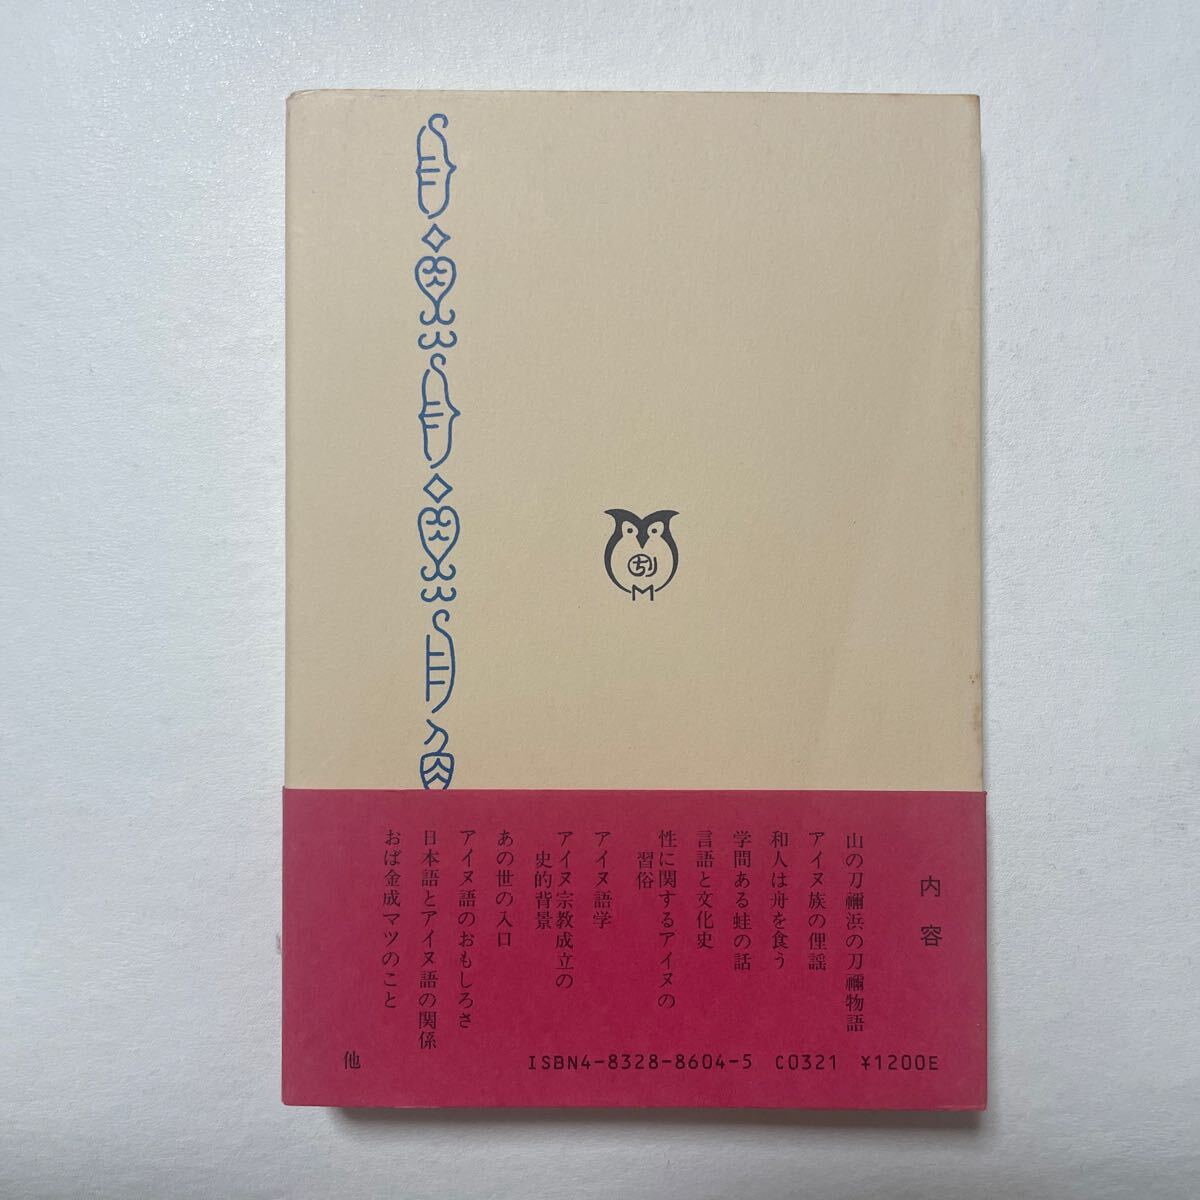 ちり
M
内容
山の刀禰浜の刀禰物語
アイヌ族の俚謡
和人は舟を食う
学問ある蛙の話
言語と文化史
性に関するアイヌの
習俗
アイヌ語学
アイヌ宗教成立の
史的背景
あの世の入口
アイヌ語のおもしろさ
日本語とアイヌ語の関係
おば金成マツのこと
他
ISBN4-8328-8604-5 C0321 ¥1200E